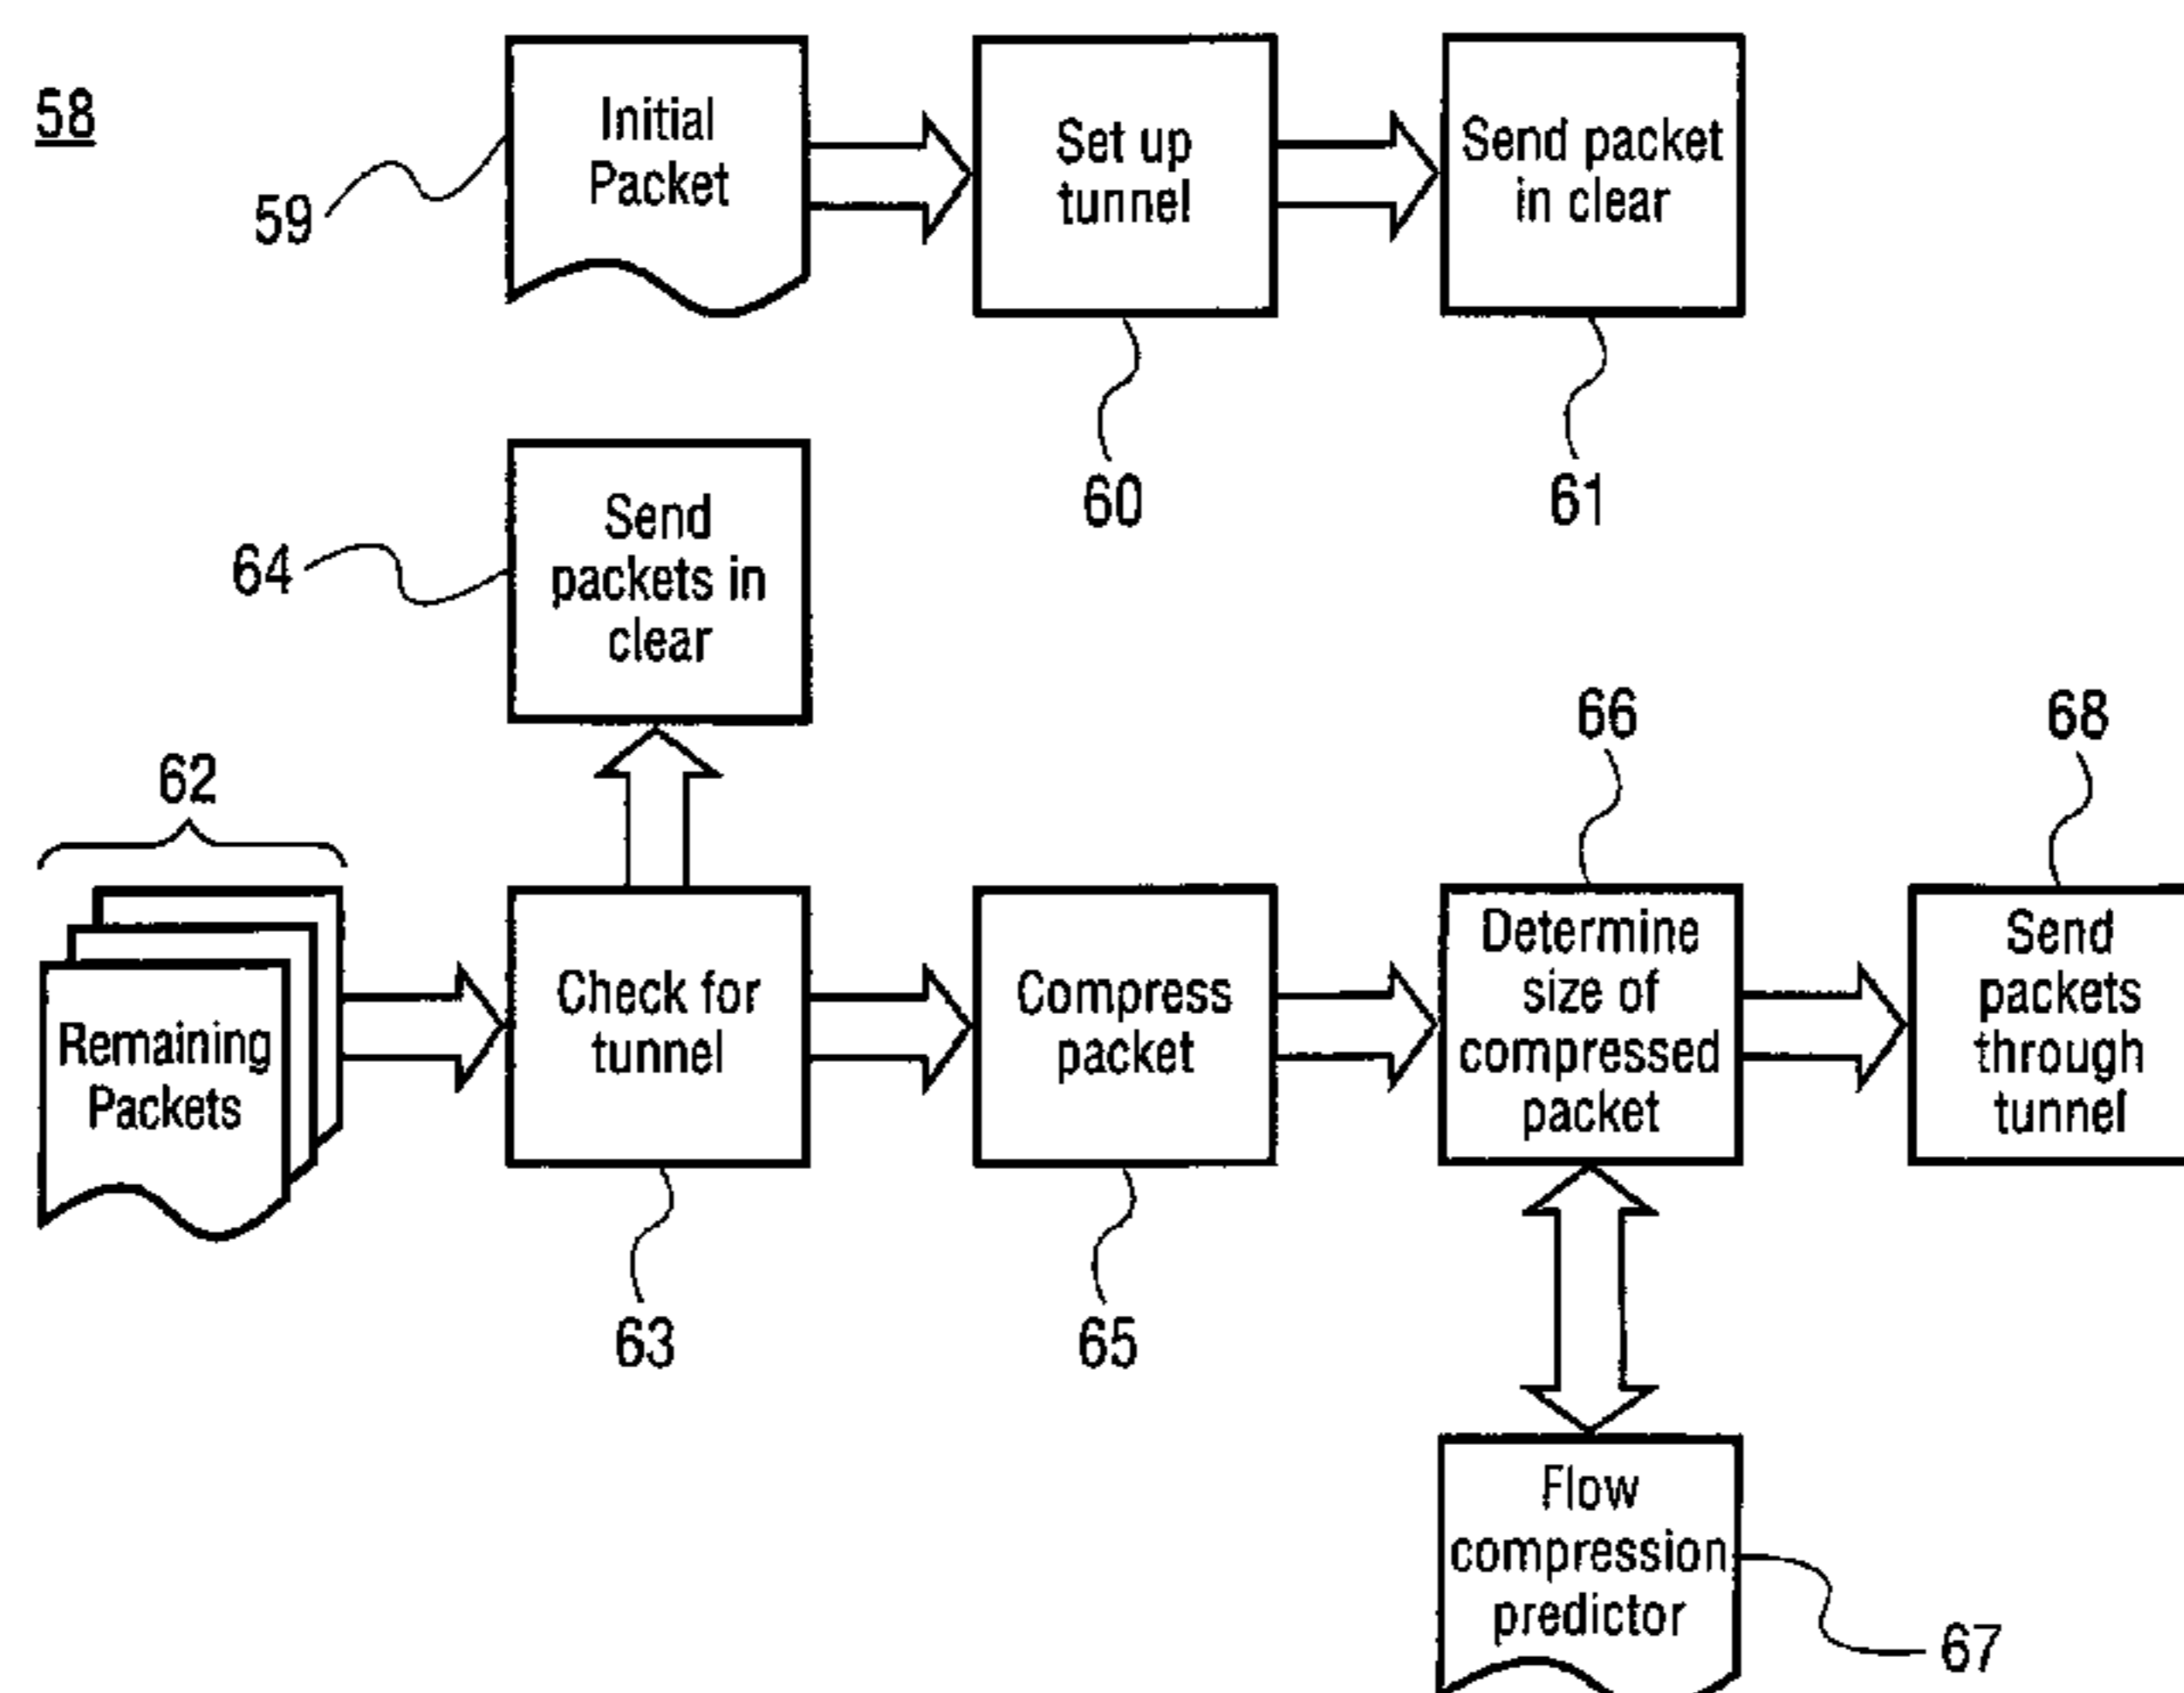 58
Initial
Packet
59
Set up
tunnel
60
Send packet
in clear
61
Send
packets in
clear
64
62
Remaining
Packets
Check for
tunnel
63
Compress
packet
65
66
Determine
size of
compressed
packet
68
Send
packets
through
tunnel
Flow
compression
predictor
67